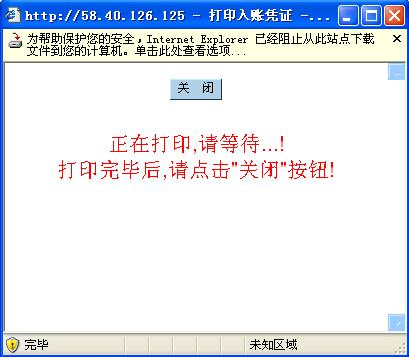 http://58.40.126.125 - 打印入账凭证 -...
为帮助保护您的安全，Internet Explorer 已经阻止从此站点下载
文件到您的计算机。单击此处查看选项...
关 闭
正在打印,请等待...!
打印完毕后,请点击"关闭"按钮!
完毕
未知区域